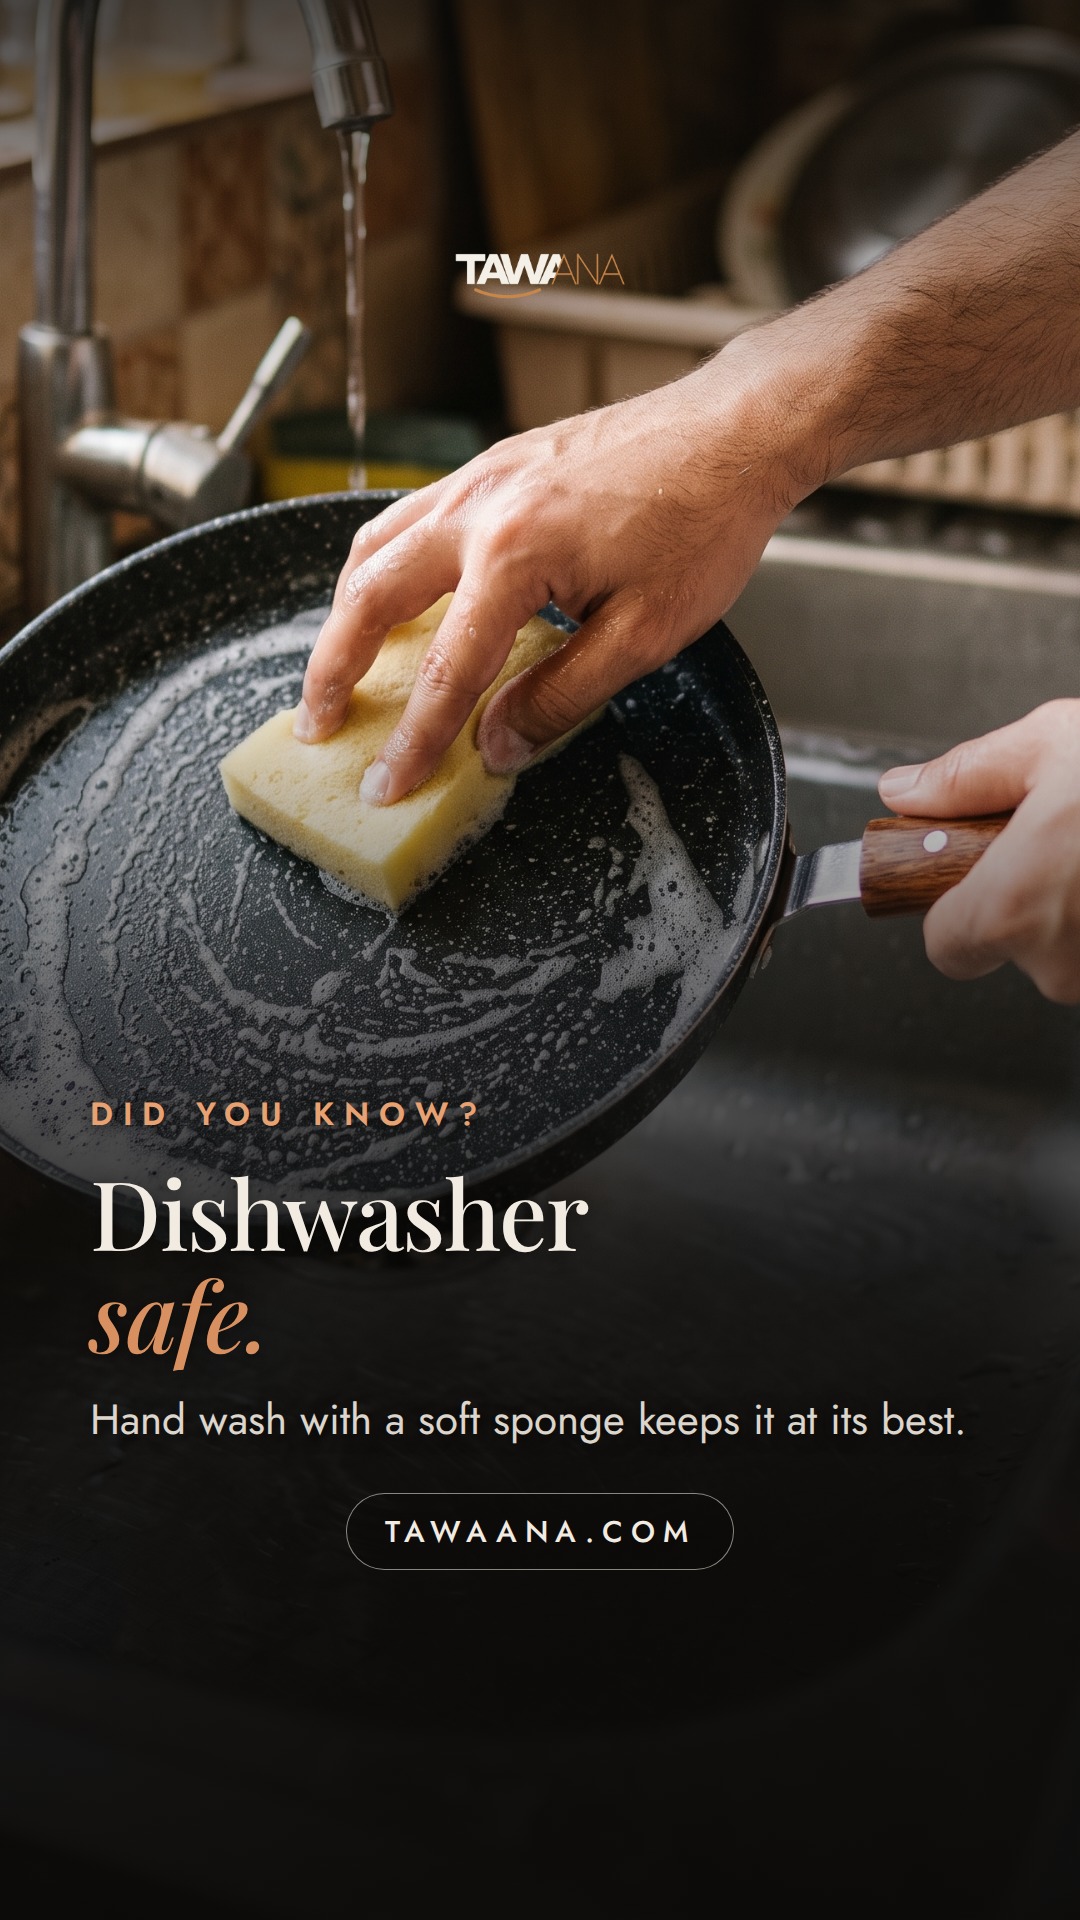 TAWAANA
DID YOU KNOW?
Dishwasher
safe.
Hand wash with a soft sponge keeps it at its best.
TAWAANA.COM